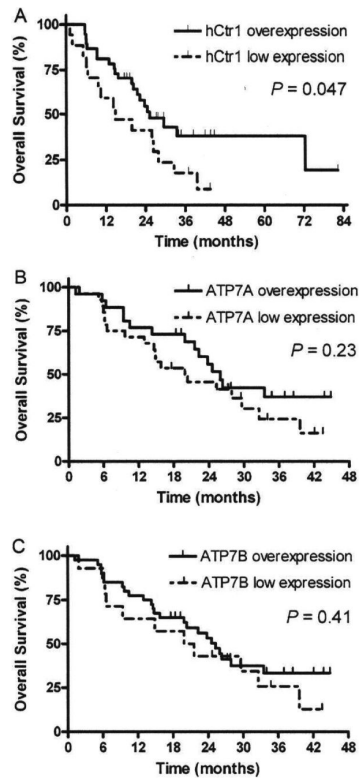 A
hCtr1 overexpression
hCtr1 low expression
P = 0.047
Overall Survival (%)
100
75
50
25
0
0 12 24 36 48 60 72 84
Time (months)
B
ATP7A overexpression
ATP7A low expression
P = 0.23
Overall Survival (%)
100
75
50
25
0
0 6 12 18 24 30 36 42 48
Time (months)
C
ATP7B overexpression
ATP7B low expression
P = 0.41
Overall Survival (%)
100
75
50
25
0
0 6 12 18 24 30 36 42 48
Time (months)